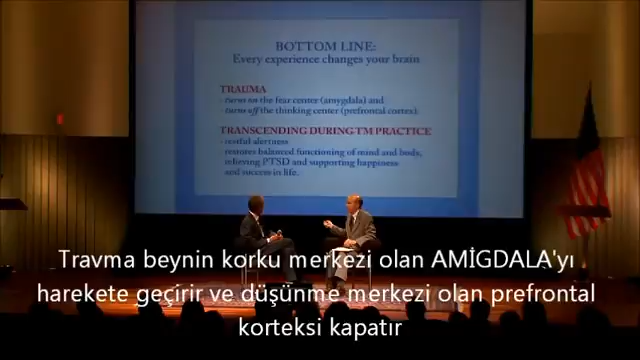 BOTTOM LINE:
Every experience changes your brain
TRAUMA
- turns on the fear center (amygdala) and
- turns off the thinking center (prefrontal cortex)
TRANSCENDING DURING TM PRACTICE
- restful alertness
- restores balanced functioning of mind and body,
relieving PTSD and supporting happiness
and success in life.
Travma beynin korku merkezi olan AMİGDALA'yı
harekete geçirir ve düşünme merkezi olan prefrontal
korteksi kapatır